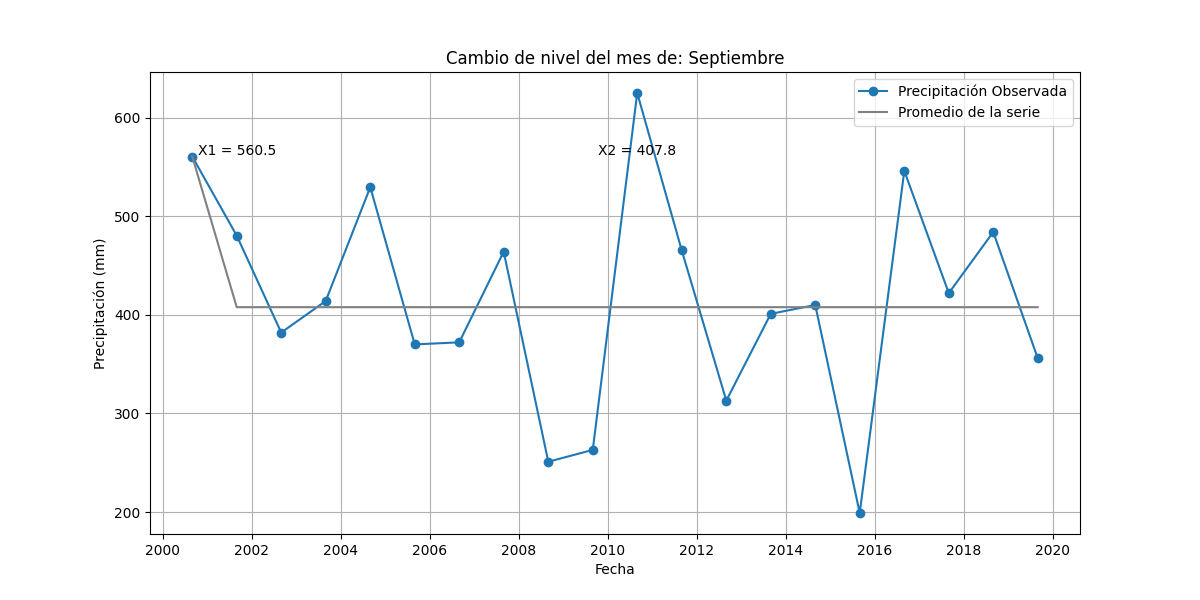 Cambio de nivel del mes de: Septiembre
Precipitación Observada
Promedio de la serie
X1 = 560.5
X2 = 407.8
Precipitación (mm)
600
500
400
300
200
2000 2002 2004 2006 2008 2010 2012 2014 2016 2018 2020
Fecha